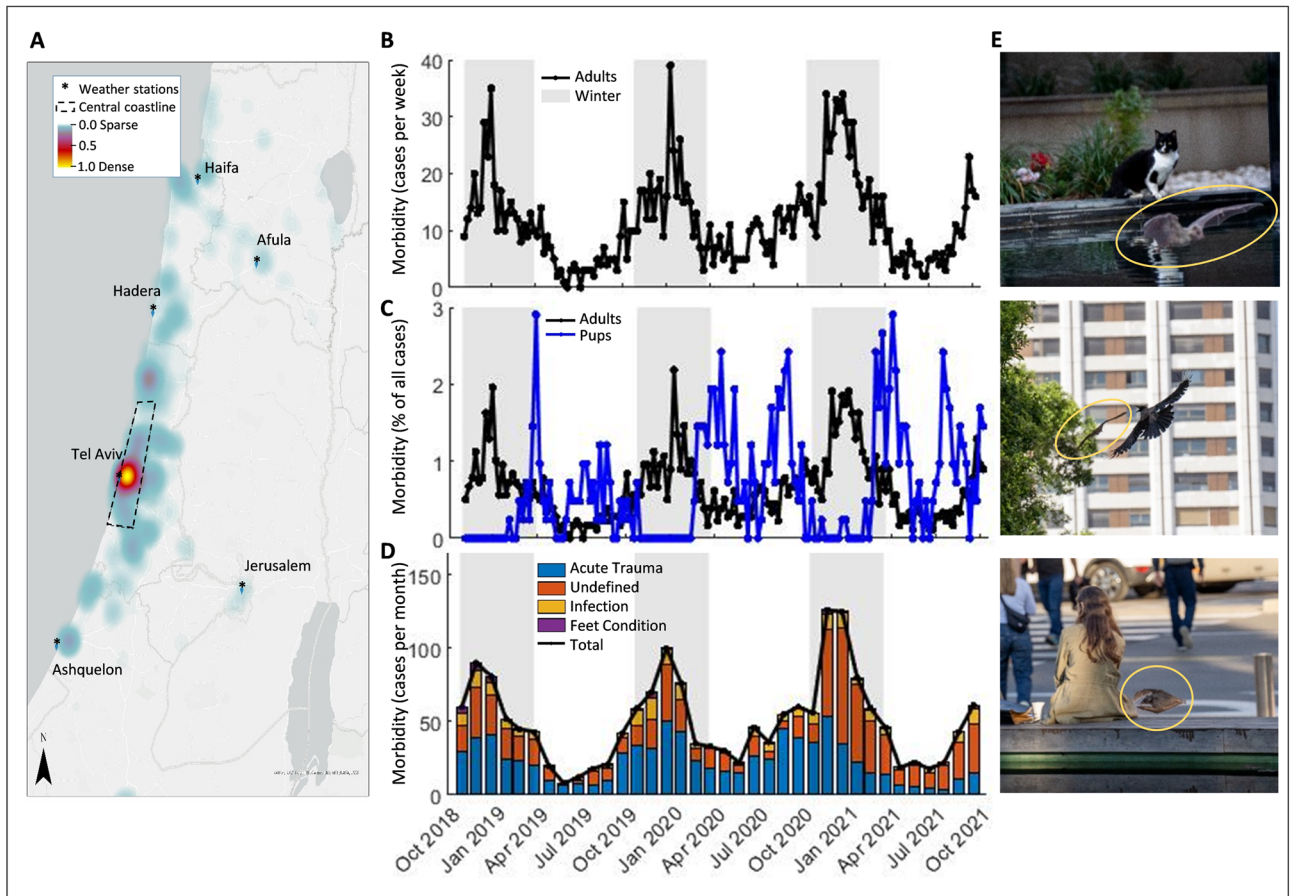 A
* Weather stations
Central coastline
0.0 Sparse
0.5
1.0 Dense
Haifa
Afula
Hadera
Tel Aviv
Jerusalem
Ashquelon
N
B
Morbidity (cases per week)
40
30
20
10
0
Adults
Winter
C
Morbidity (% of all cases)
3
2
1
0
Adults
Pups
D
Morbidity (cases per month)
150
100
50
0
Acute Trauma
Undefined
Infection
Feet Condition
Total
Oct 2018
Jan 2019
Apr 2019
Jul 2019
Oct 2019
Jan 2020
Apr 2020
Jul 2020
Oct 2020
Jan 2021
Apr 2021
Jul 2021
Oct 2021
E